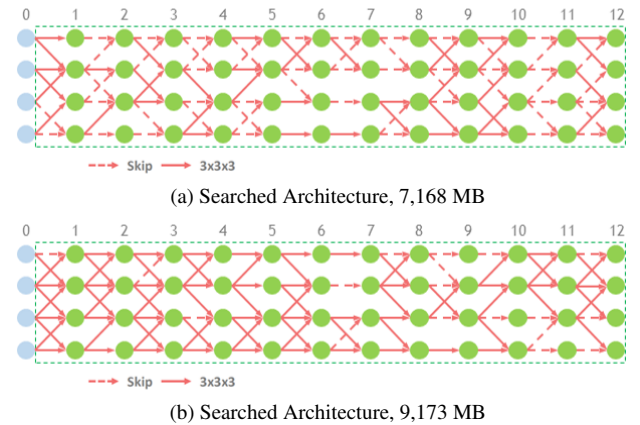 0 1 2 3 4 5 6 7 8 9 10 11 12
Skip 3x3x3
(a) Searched Architecture, 7,168 MB
0 1 2 3 4 5 6 7 8 9 10 11 12
Skip 3x3x3
(b) Searched Architecture, 9,173 MB